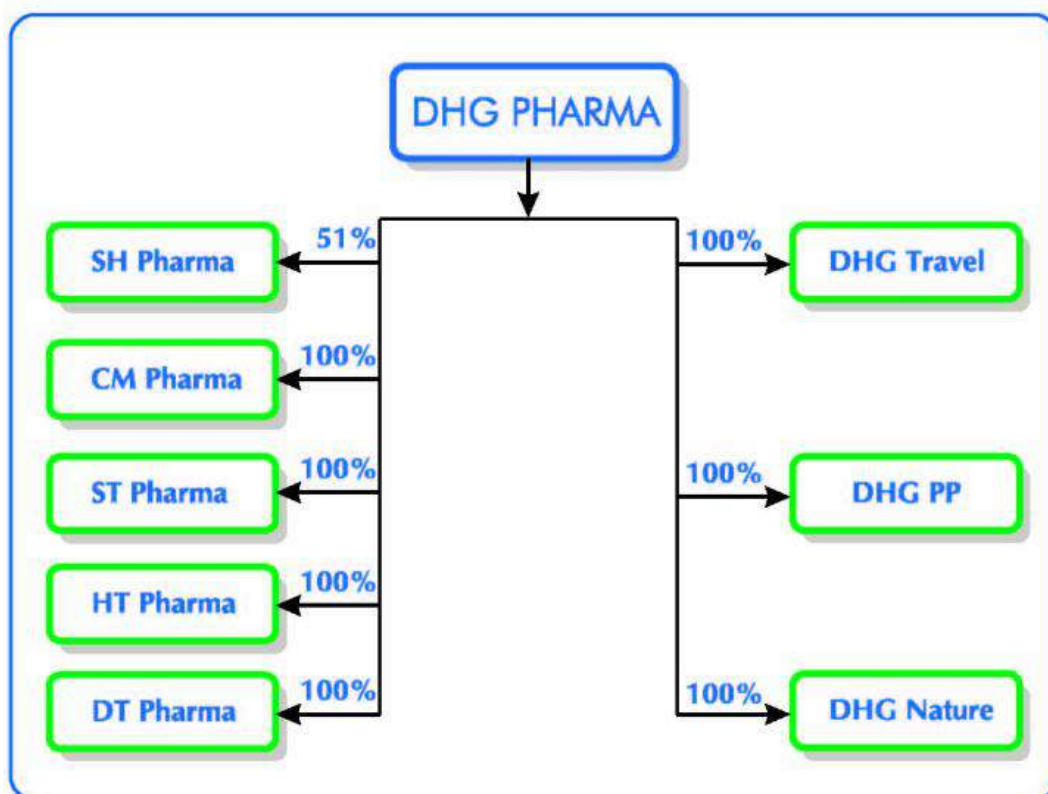 DHG PHARMA
51%
SH Pharma
100%
CM Pharma
100%
ST Pharma
100%
HT Pharma
100%
DT Pharma
100%
DHG Travel
100%
DHG PP
100%
DHG Nature